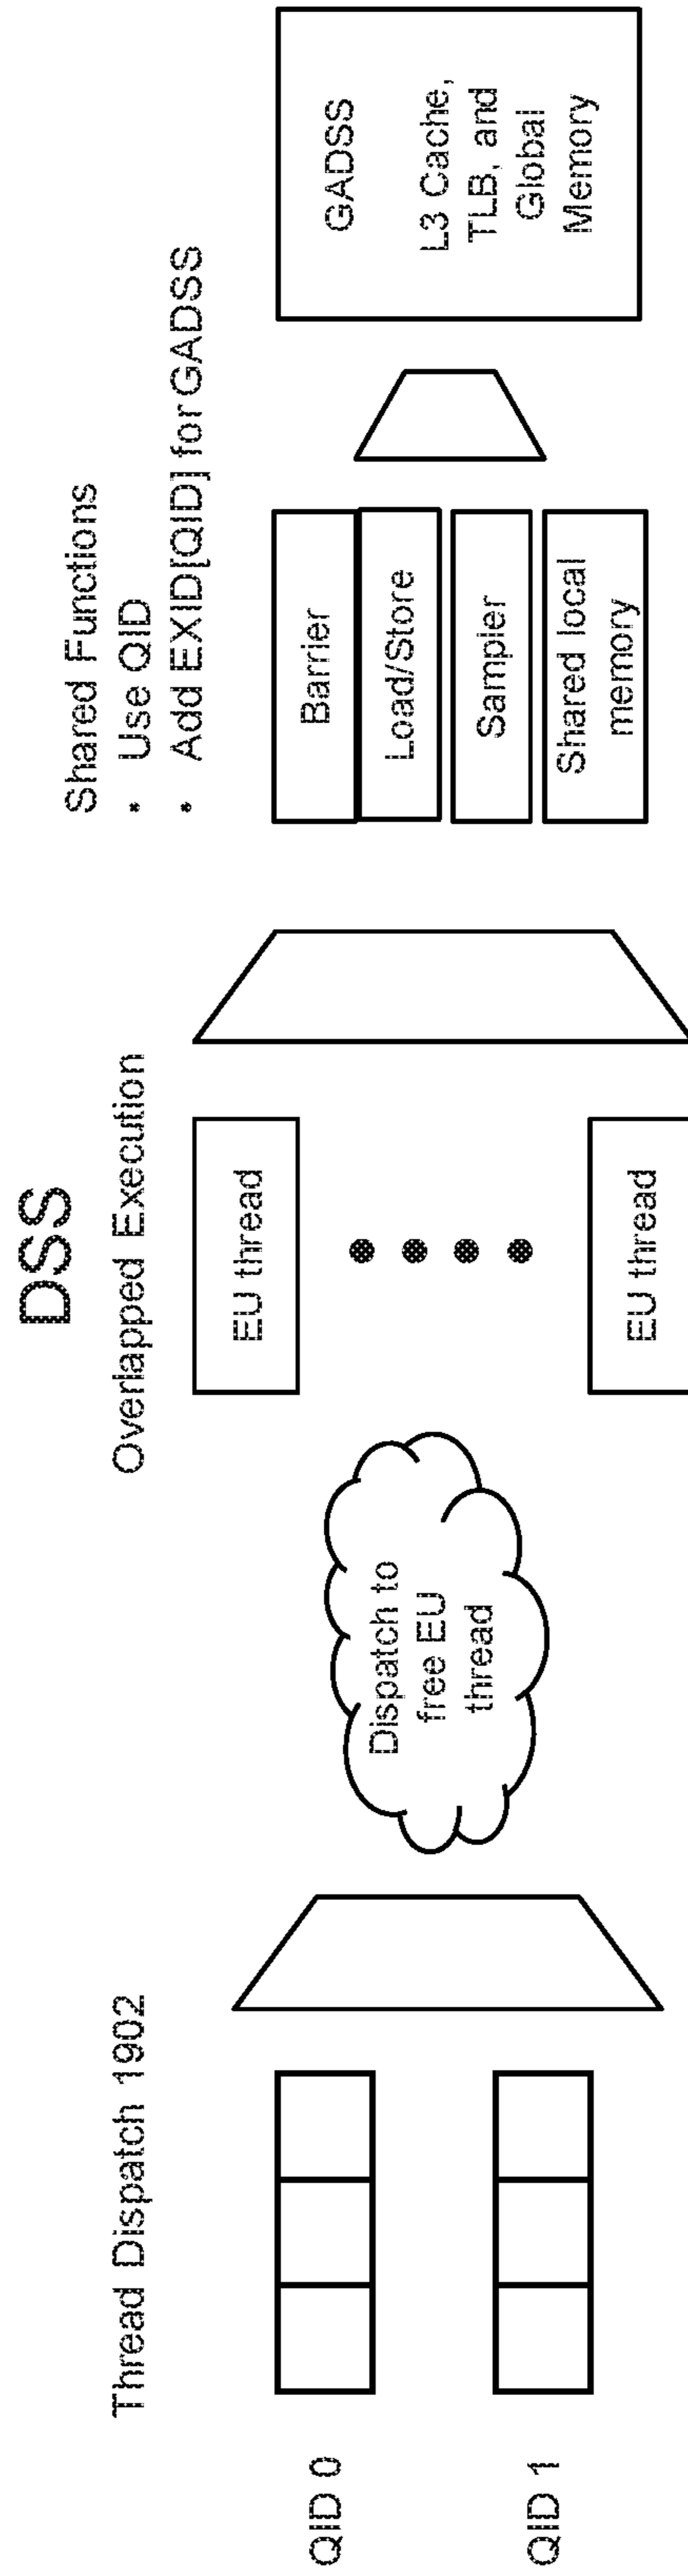 DSS
Thread Dispatch 1902
QID 0
QID 1
Dispatch to
free EU
thread
Overlapped Execution
EU thread
EU thread
Shared Functions
• Use QID
• Add EXID[QID] for GADSS
Barrier
Load/Store
Sampler
Shared local
memory
GADSS
L3 Cache,
TLB, and
Global
Memory